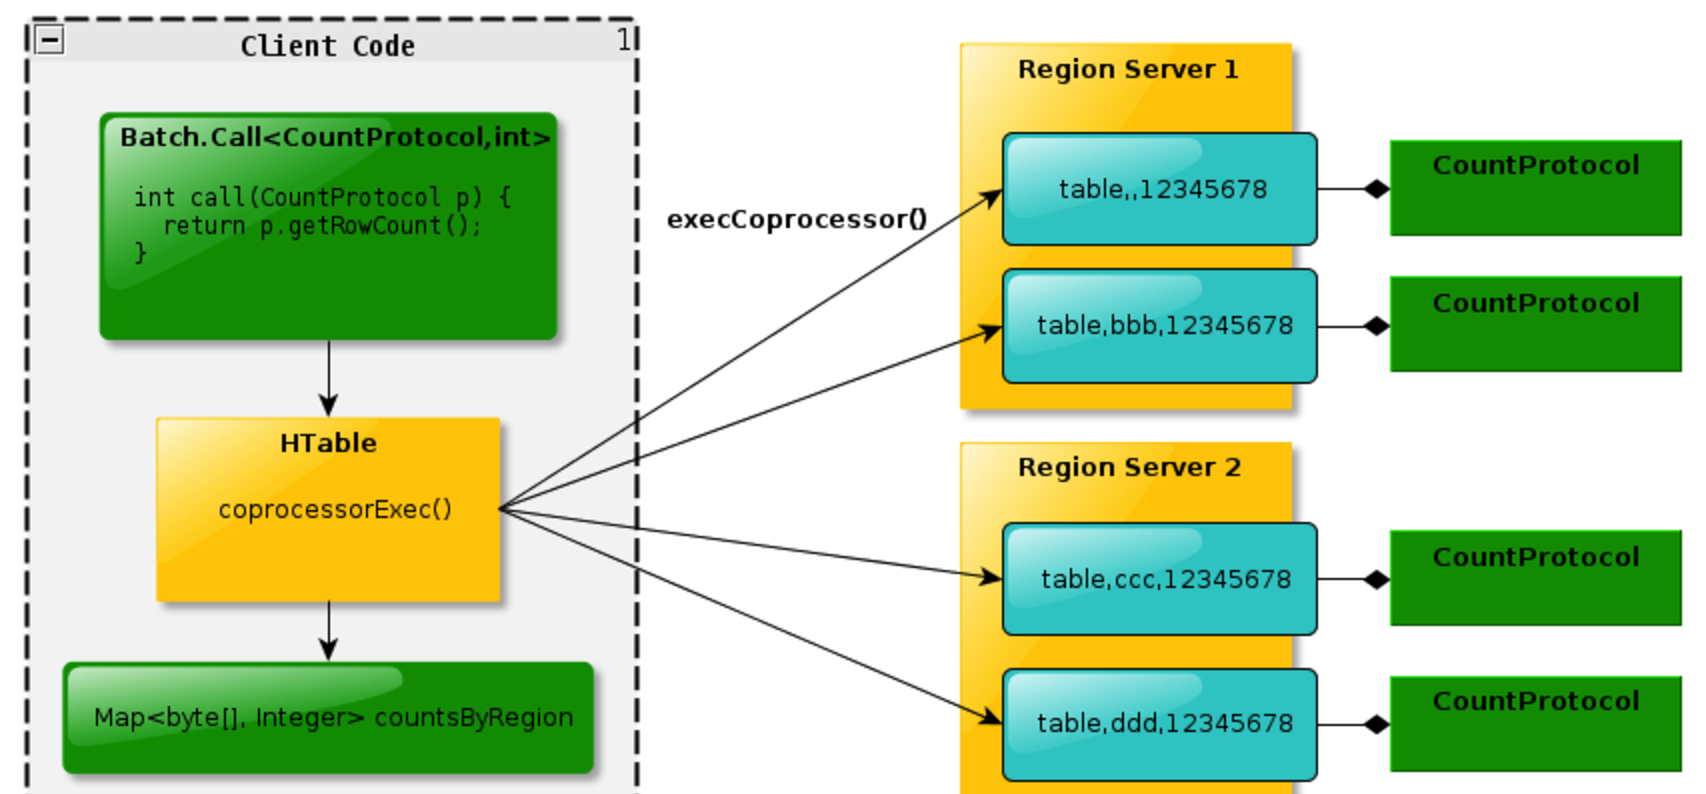 Client Code
1
Batch.Call<CountProtocol,int>
int call(CountProtocol p) {
  return p.getRowCount();
}
HTable
coprocessorExec()
Map<byte[], Integer> countsByRegion
execCoprocessor()
Region Server 1
table,,12345678
CountProtocol
table,bbb,12345678
CountProtocol
Region Server 2
table,ccc,12345678
CountProtocol
table,ddd,12345678
CountProtocol